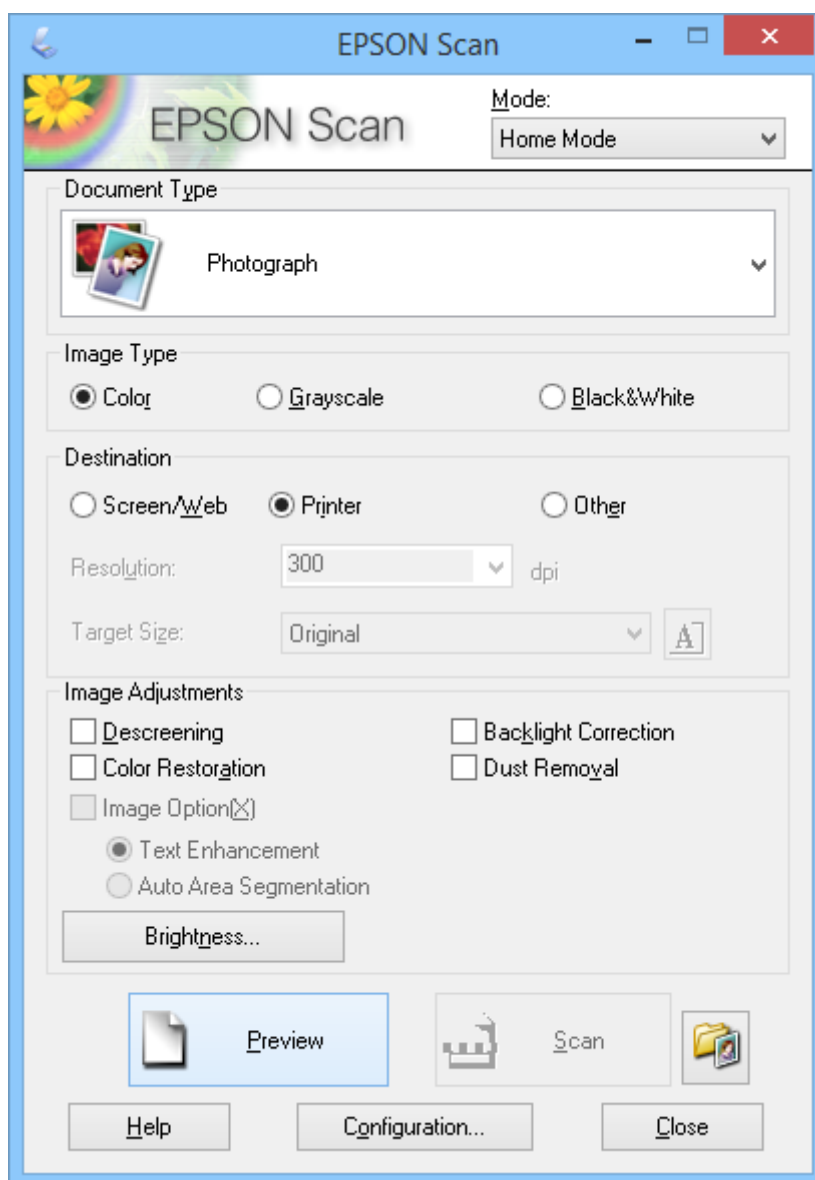 EPSON Scan
EPSON Scan
Mode:
Home Mode
Document Type
Photograph
Image Type
Color Grayscale Black&White
Destination
Screen/Web Printer Other
Resolution: 300 dpi
Target Size: Original A
Image Adjustments
Descreening Backlight Correction
Color Restoration Dust Removal
Image Option(X)
Text Enhancement
Auto Area Segmentation
Brightness...
Preview Scan
Help Configuration... Close